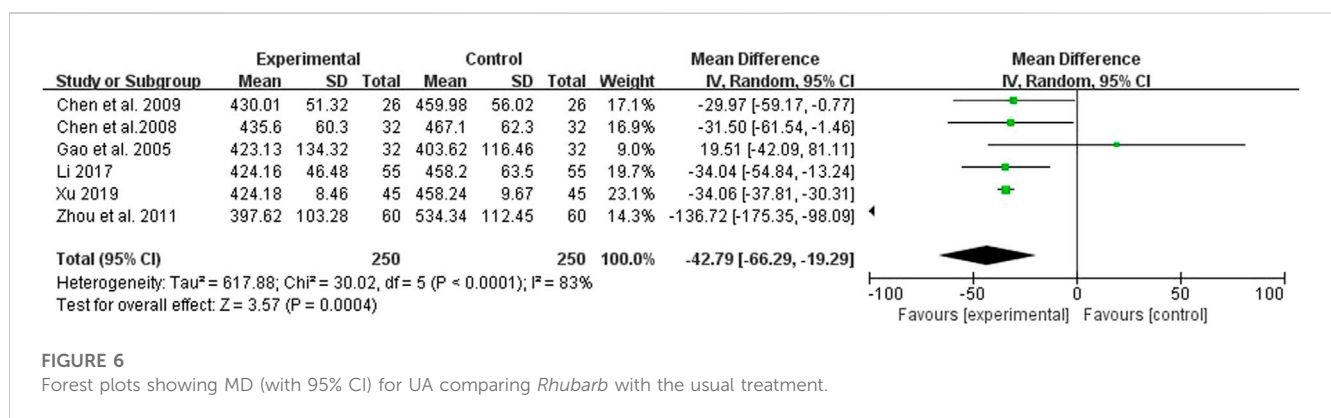 Experimental Control Mean Difference Mean Difference
Study or Subgroup Mean SD Total Mean SD Total Weight IV, Random, 95% CI IV, Random, 95% CI
Chen et al. 2009 430.01 51.32 26 459.98 56.02 26 17.1% -29.97 [-59.17, -0.77]
Chen et al.2008 435.6 60.3 32 467.1 62.3 32 16.9% -31.50 [-61.54, -1.46]
Gao et al. 2005 423.13 134.32 32 403.62 116.46 32 9.0% 19.51 [-42.09, 81.11]
Li 2017 424.16 46.48 55 458.2 63.5 55 19.7% -34.04 [-54.84, -13.24]
Xu 2019 424.18 8.46 45 458.24 9.67 45 23.1% -34.06 [-37.81, -30.31]
Zhou et al. 2011 397.62 103.28 60 534.34 112.45 60 14.3% -136.72 [-175.35, -98.09]
Total (95% CI) 250 250 100.0% -42.79 [-66.29, -19.29]
Heterogeneity: Tau² = 617.88; Chi² = 30.02, df = 5 (P < 0.0001); I² = 83%
Test for overall effect: Z = 3.57 (P = 0.0004)
-100 -50 0 50 100
Favours [experimental] Favours [control]
FIGURE 6
Forest plots showing MD (with 95% CI) for UA comparing Rhubarb with the usual treatment.